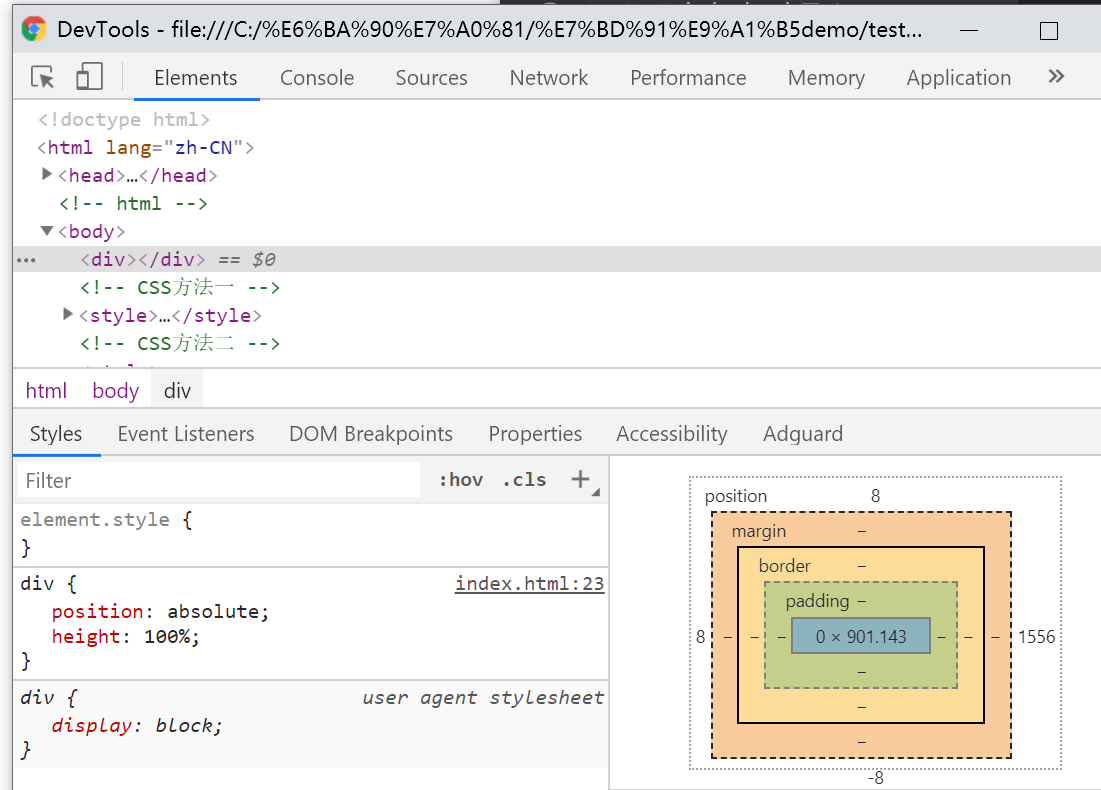 DevTools - file:///C:/%E6%BA%90%E7%A0%81/%E7%BD%91%E9%A1%B5demo/test...
Elements Console Sources Network Performance Memory Application »
<!doctype html>
<html lang="zh-CN">
<head>…</head>
<!-- html -->
<body>
<div></div> == $0
<!-- CSS方法一 -->
<style>…</style>
<!-- CSS方法二 -->
html body div
Styles Event Listeners DOM Breakpoints Properties Accessibility Adguard
Filter :hov .cls +
element.style {
}
div { index.html:23
position: absolute;
height: 100%;
}
div { user agent stylesheet
display: block;
}
position 8
margin –
border –
padding –
8 – – – 0 × 901.143 – – – 1556
–
–
–
-8